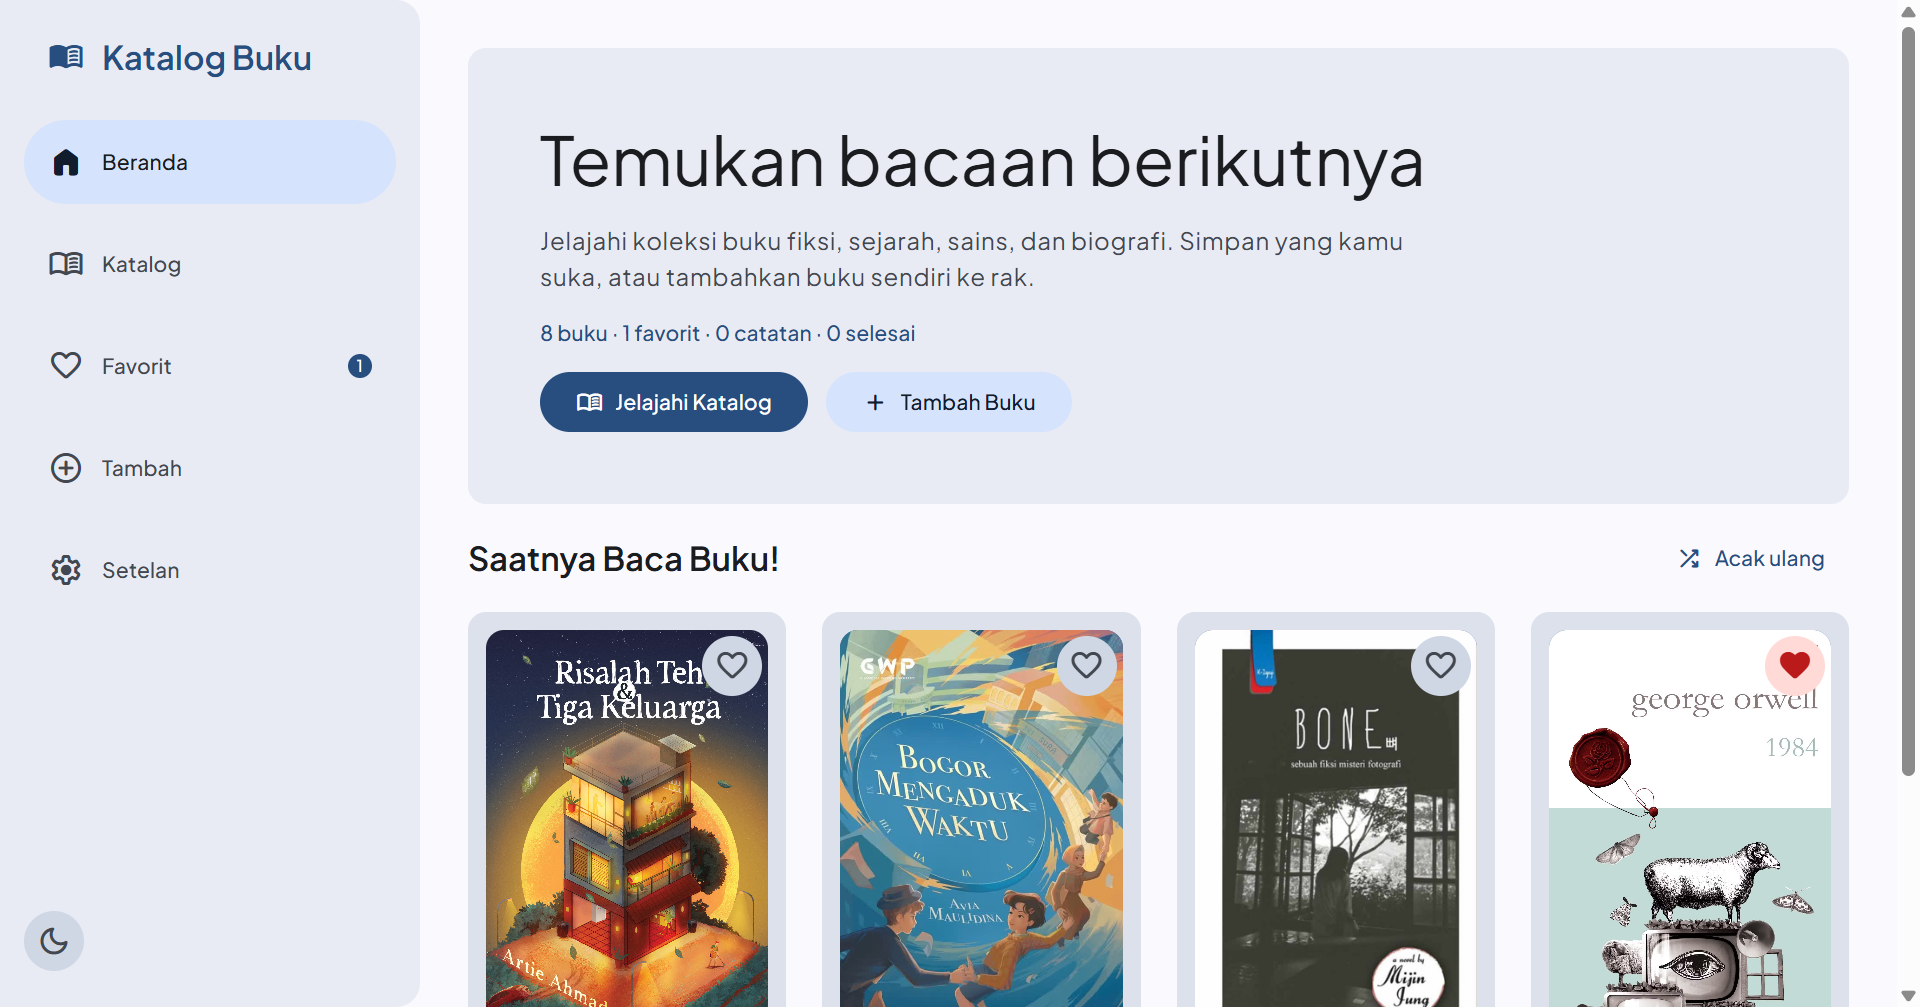 Katalog Buku
Beranda
Katalog
Favorit
1
Tambah
Setelan
Temukan bacaan berikutnya
Jelajahi koleksi buku fiksi, sejarah, sains, dan biografi. Simpan yang kamu
suka, atau tambahkan buku sendiri ke rak.
8 buku · 1 favorit · 0 catatan · 0 selesai
Jelajahi Katalog
+ Tambah Buku
Saatnya Baca Buku!
Acak ulang
Risalah Teh
&
Tiga Keluarga
Artie Ahmad
GWP
BOGOR
MENGADUK
WAKTU
AVIA
MAULIDINA
BONE
sebuah fiksi misteri fotografi
a novel by
Mijin
Jung
george orwell
1984